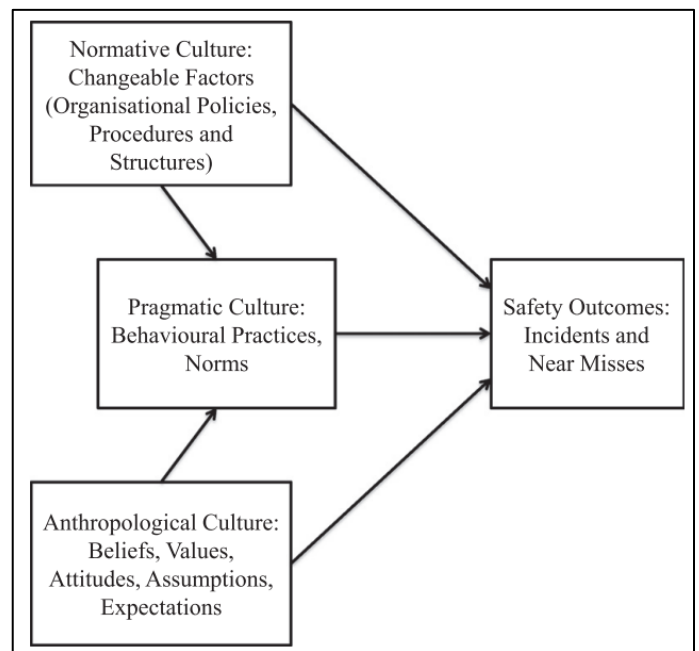 Normative Culture:
Changeable Factors
(Organisational Policies,
Procedures and
Structures)
Pragmatic Culture:
Behavioural Practices,
Norms
Safety Outcomes:
Incidents and
Near Misses
Anthropological Culture:
Beliefs, Values,
Attitudes, Assumptions,
Expectations